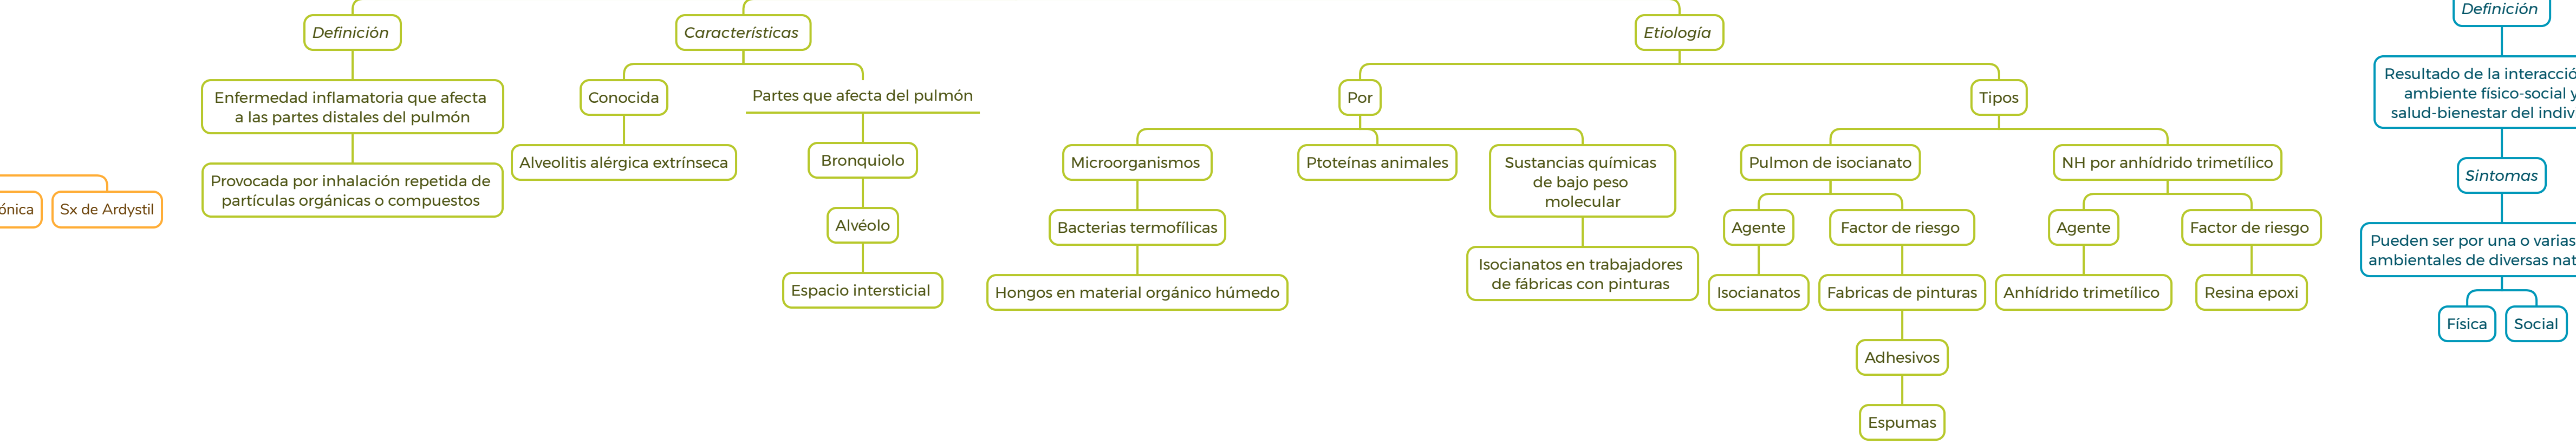 Definición
Enfermedad inflamatoria que afecta
a las partes distales del pulmón
Provocada por inhalación repetida de
partículas orgánicas o compuestos
ónica
Sx de Ardystil
Características
Conocida
Alveolitis alérgica extrínseca
Partes que afecta del pulmón
Bronquiolo
Alvéolo
Espacio intersticial
Etiología
Por
Microorganismos
Bacterias termofílicas
Hongos en material orgánico húmedo
Ptoteínas animales
Sustancias químicas
de bajo peso
molecular
Isocianatos en trabajadores
de fábricas con pinturas
Tipos
Pulmon de isocianato
Agente
Isocianatos
Factor de riesgo
Fabricas de pinturas
Adhesivos
Espumas
NH por anhídrido trimetílico
Agente
Anhídrido trimetílico
Factor de riesgo
Resina epoxi
Definición
Resultado de la interacció
ambiente físico-social y
salud-bienestar del indiv
Sintomas
Pueden ser por una o varias
ambientales de diversas nat
Física
Social